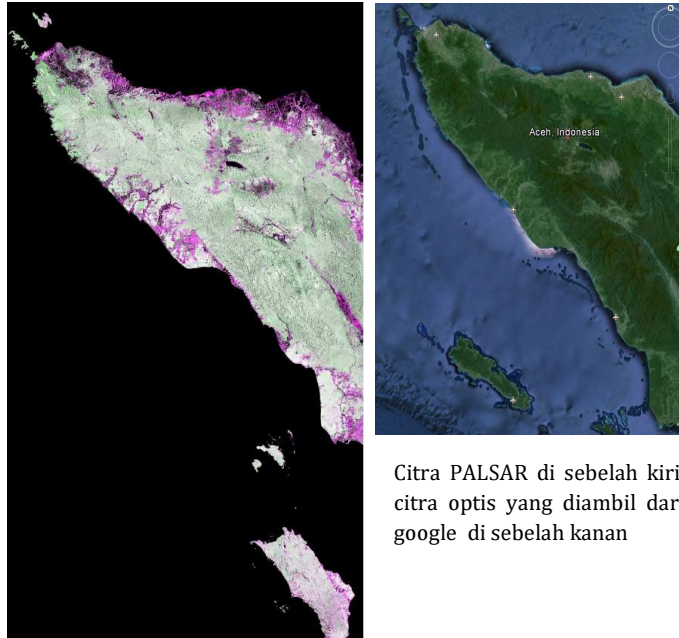 N
Aceh, Indonesia
Citra PALSAR di sebelah kiri
citra optis yang diambil dar
google di sebelah kanan